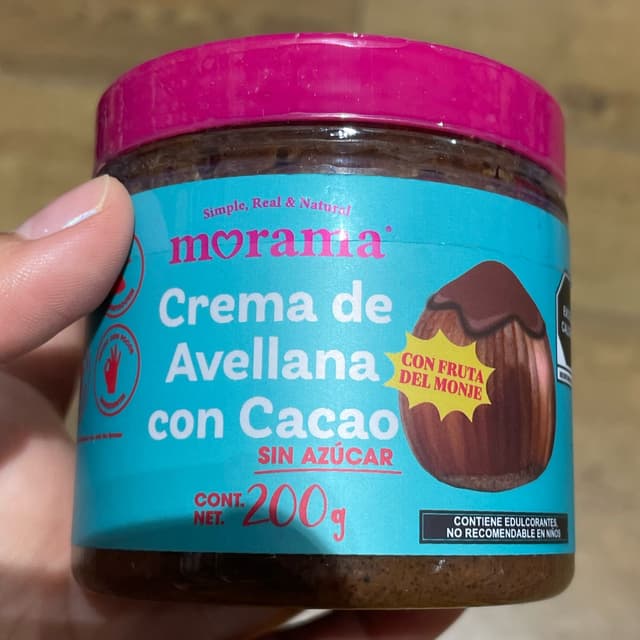 Simple, Real & Natural
morama
Crema de
Avellana
con Cacao
SIN AZÚCAR
CON FRUTA
DEL MONJE
CONT.
NET. 200g
CONTIENE EDULCORANTES,
NO RECOMENDABLE EN NIÑOS